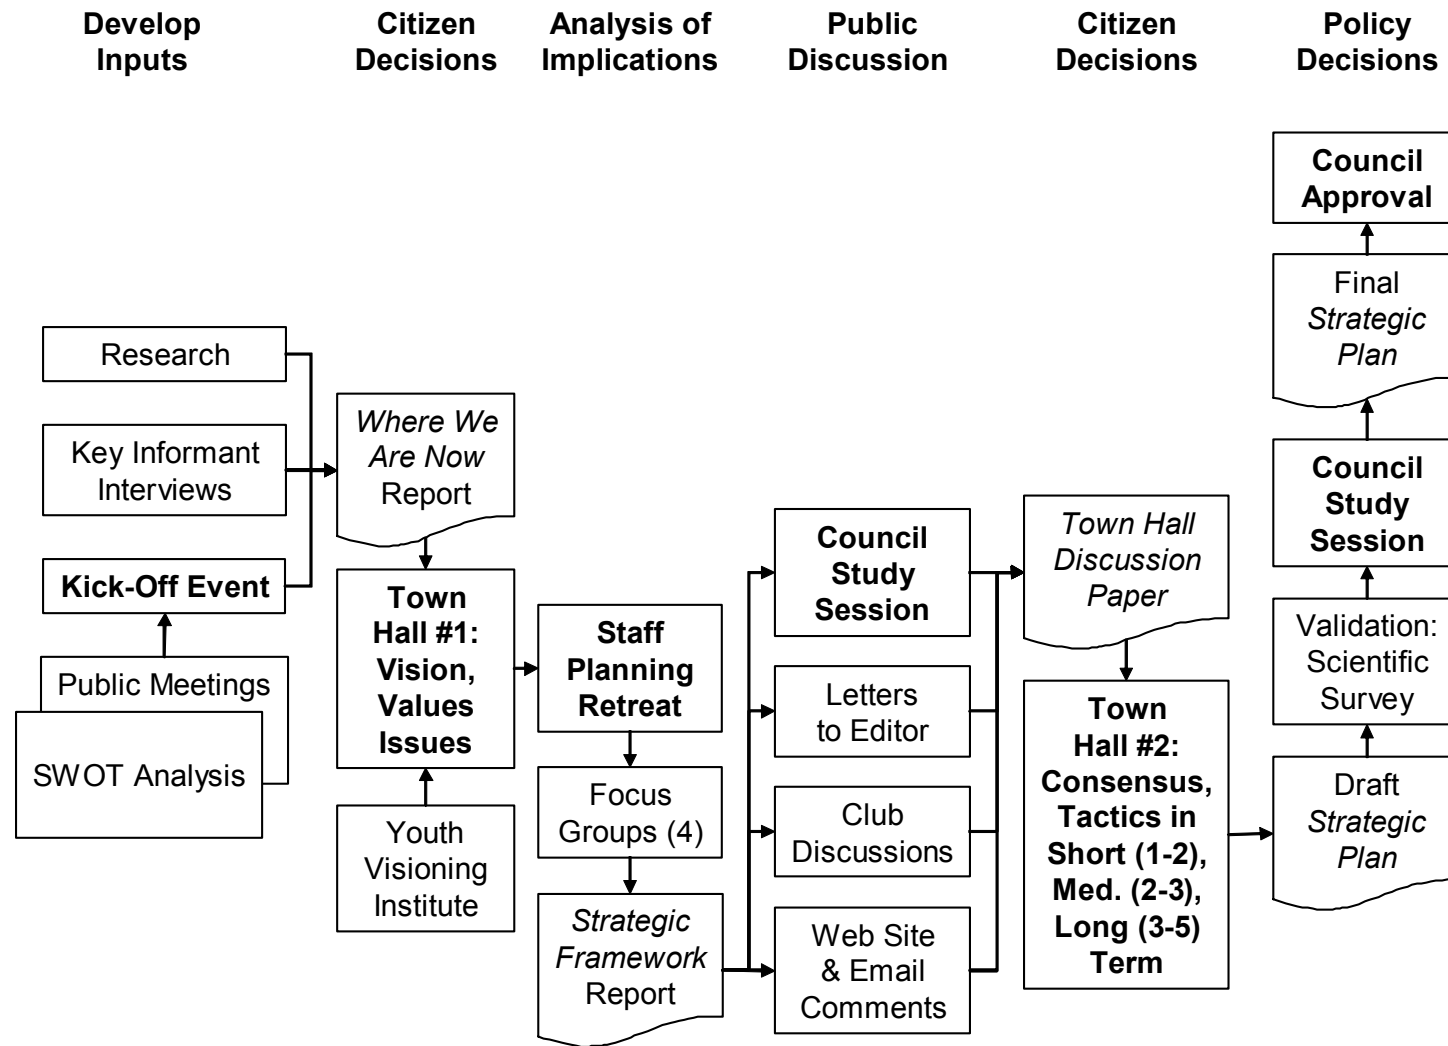 Develop
Inputs
Citizen
Decisions
Analysis of
Implications
Public
Discussion
Citizen
Decisions
Policy
Decisions
Research
Key Informant
Interviews
Kick-Off Event
Public Meetings
SWOT Analysis
Where We
Are Now
Report
Town
Hall #1:
Vision,
Values
Issues
Youth
Visioning
Institute
Staff
Planning
Retreat
Focus
Groups (4)
Strategic
Framework
Report
Council
Study
Session
Letters
to Editor
Club
Discussions
Web Site
& Email
Comments
Town Hall
Discussion
Paper
Town
Hall #2:
Consensus,
Tactics in
Short (1-2),
Med. (2-3),
Long (3-5)
Term
Council
Approval
Final
Strategic
Plan
Council
Study
Session
Validation:
Scientific
Survey
Draft
Strategic
Plan